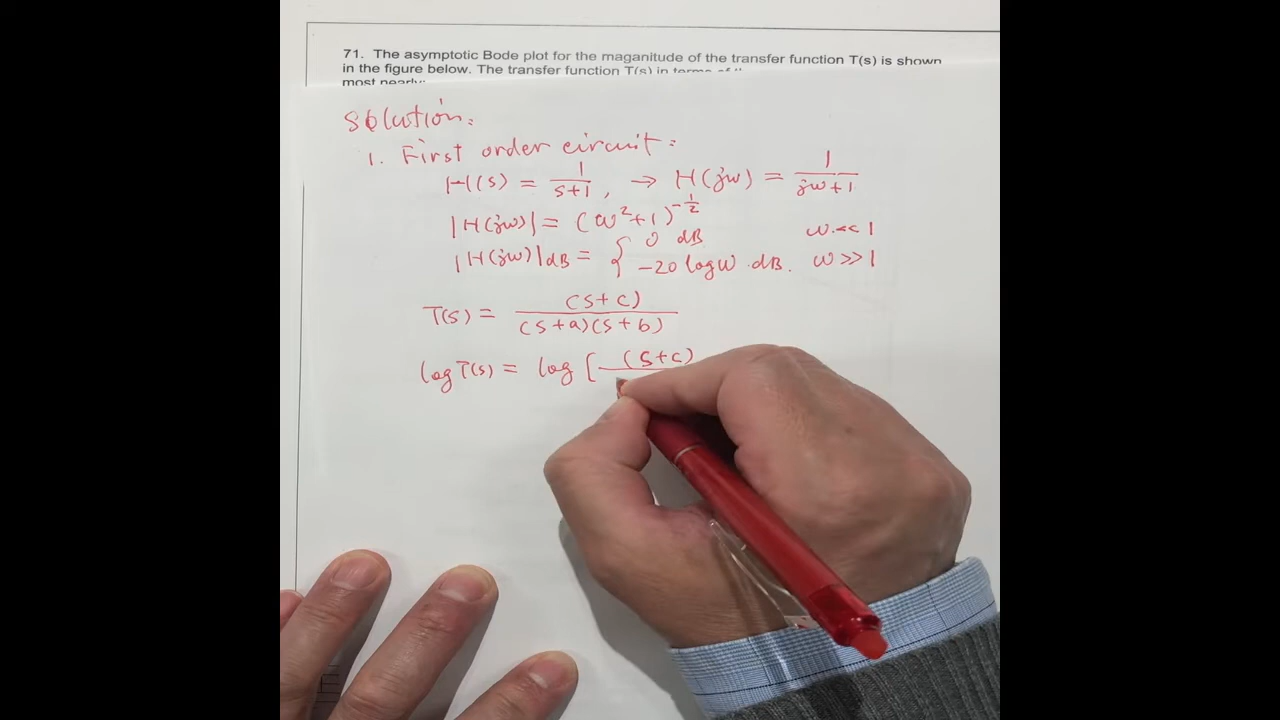 71. The asymptotic Bode plot for the maganitude of the transfer function T(s) is shown
in the figure below. The transfer function T(s) in terms of
most nearly:
Solution:
1. First order circuit:
H(s) = 1/(s+1), → H(jω) = 1/(jω+1)
|H(jω)| = (ω²+1)^(-1/2)
|H(jω)|dB = { 0 dB ω << 1
-20 log ω dB. ω >> 1
T(s) = (s+c)/((s+a)(s+b))
log T(s) = log [ (s+c)